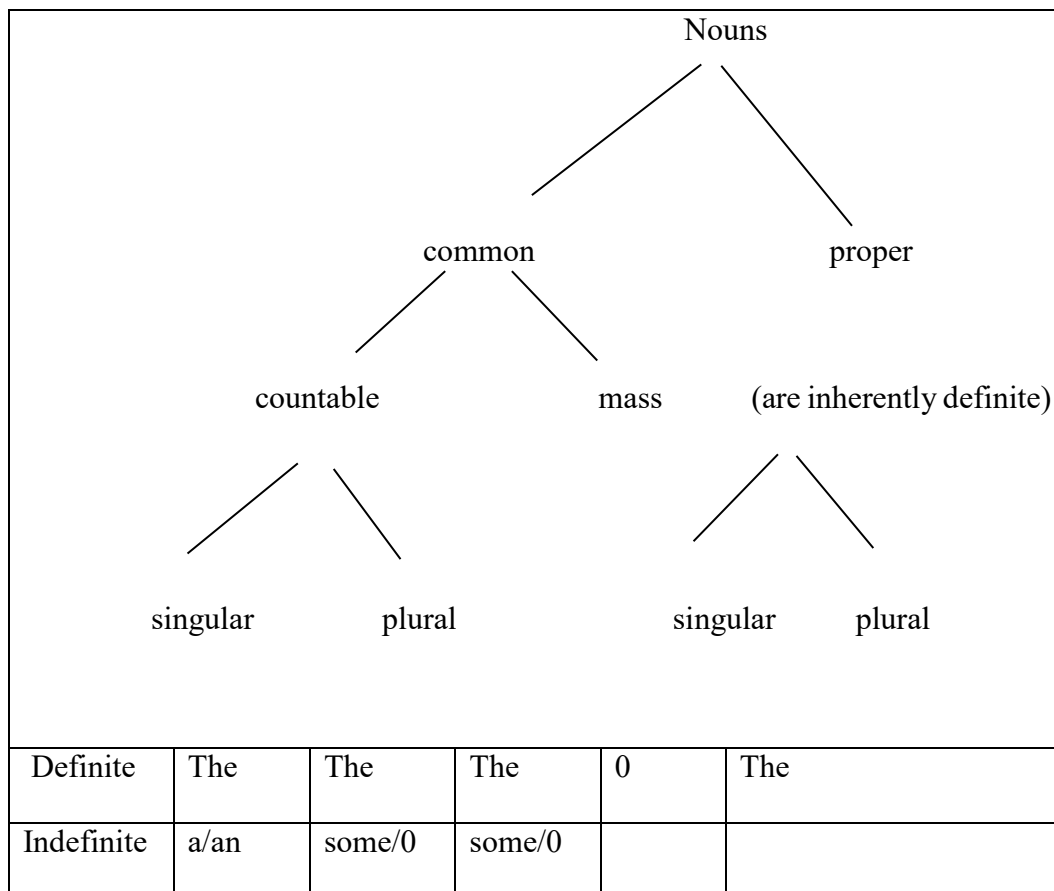 Nouns
common proper
countable mass (are inherently definite)
singular plural singular plural
Definite The The The 0 The
Indefinite a/an some/0 some/0